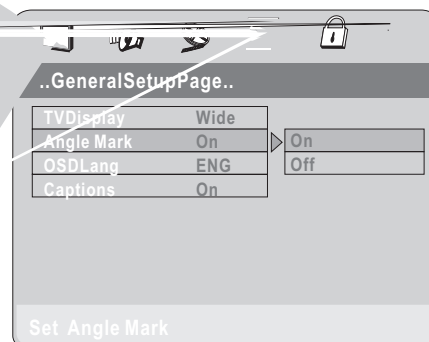 ..GeneralSetupPage..
TVDisplay Wide
Angle Mark On On
OSDLang ENG Off
Captions On
Set Angle Mark